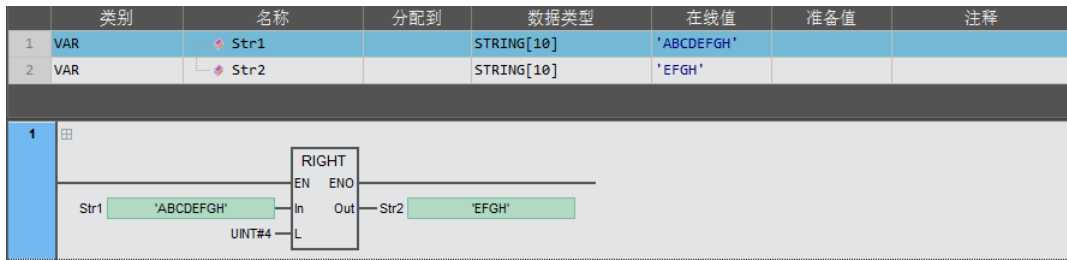 类别 名称 分配到 数据类型 在线值 准备值 注释
1 VAR Str1 STRING[10] 'ABCDEFGH'
2 VAR Str2 STRING[10] 'EFGH'
1
RIGHT
EN ENO
Str1 'ABCDEFGH' In Out Str2 'EFGH'
UINT#4 L